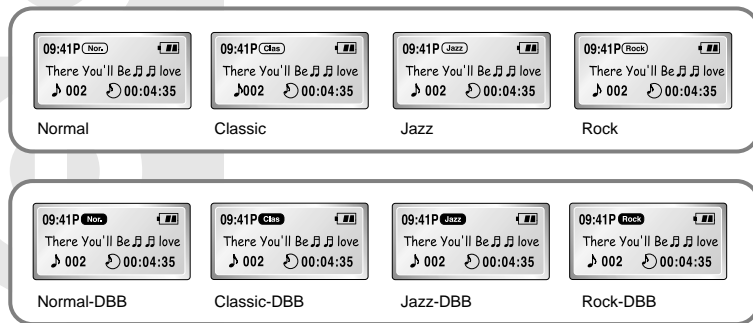 09:41P Nor.
There You'll Be ♫ ♫ love
♪ 002 00:04:35
Normal
09:41P Clas
There You'll Be ♫ ♫ love
♪002 00:04:35
Classic
09:41P Jazz
There You'll Be ♫ ♫ love
♪ 002 00:04:35
Jazz
09:41P Rock
There You'll Be ♫ ♫ love
♪ 002 00:04:35
Rock
09:41P Nor.
There You'll Be ♫ ♫ love
♪ 002 00:04:35
Normal-DBB
09:41P Clas
There You'll Be ♫ ♫ love
♪ 002 00:04:35
Classic-DBB
09:41P Jazz
There You'll Be ♫ ♫ love
♪ 002 00:04:35
Jazz-DBB
09:41P Rock
There You'll Be ♫ ♫ love
♪ 002 00:04:35
Rock-DBB